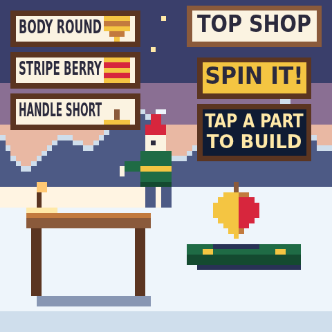 BODY ROUND
STRIPE BERRY
HANDLE SHORT
TOP SHOP
SPIN IT!
TAP A PART
TO BUILD